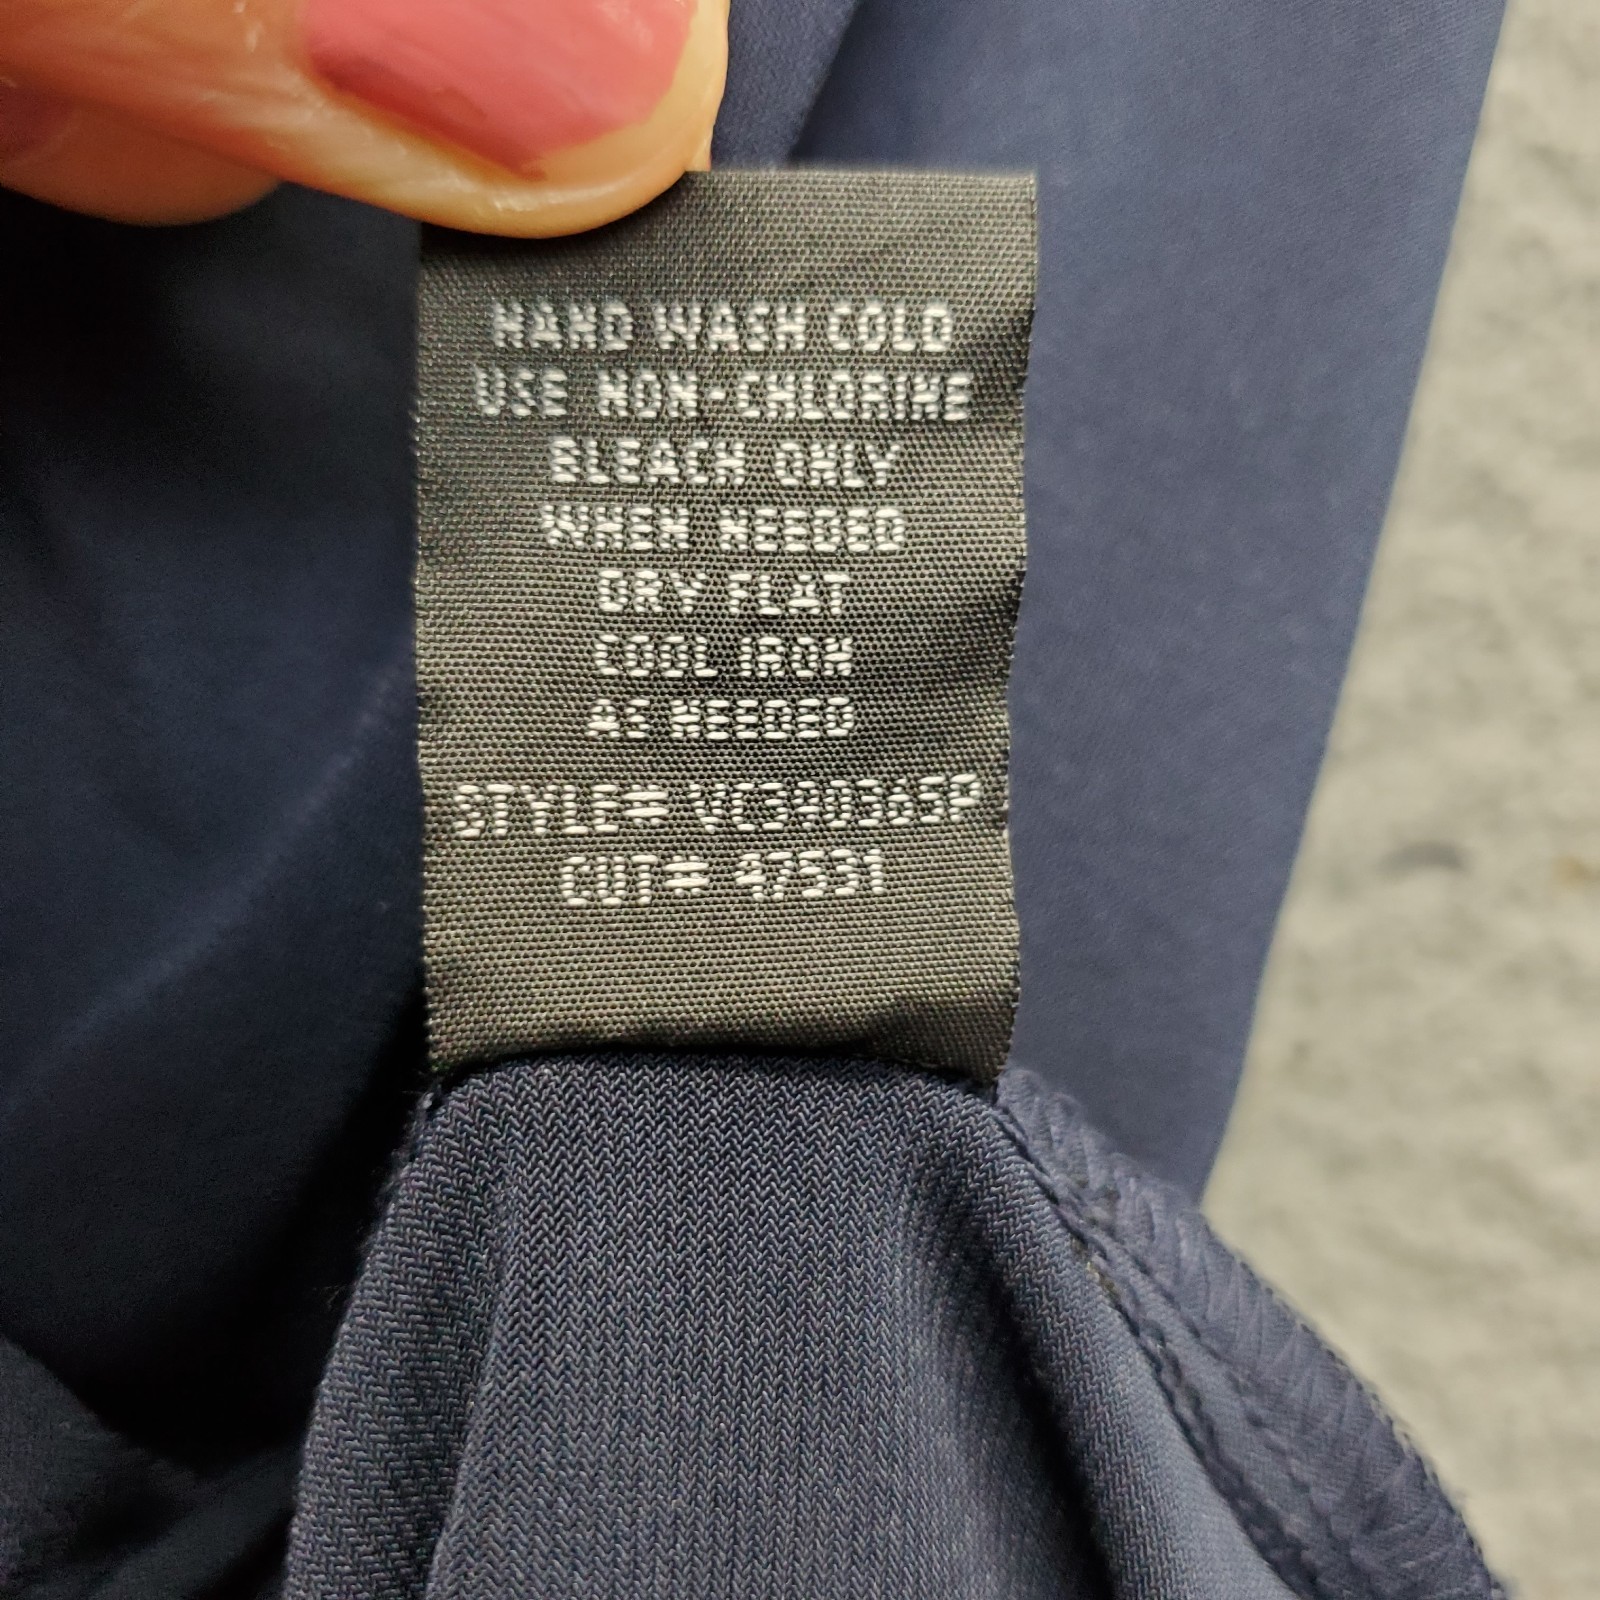 HAND WASH COLD
USE NON-CHLORINE
BLEACH ONLY
WHEN NEEDED
DRY FLAT
COOL IRON
AS NEEDED
STYLE#
CUT# 47531